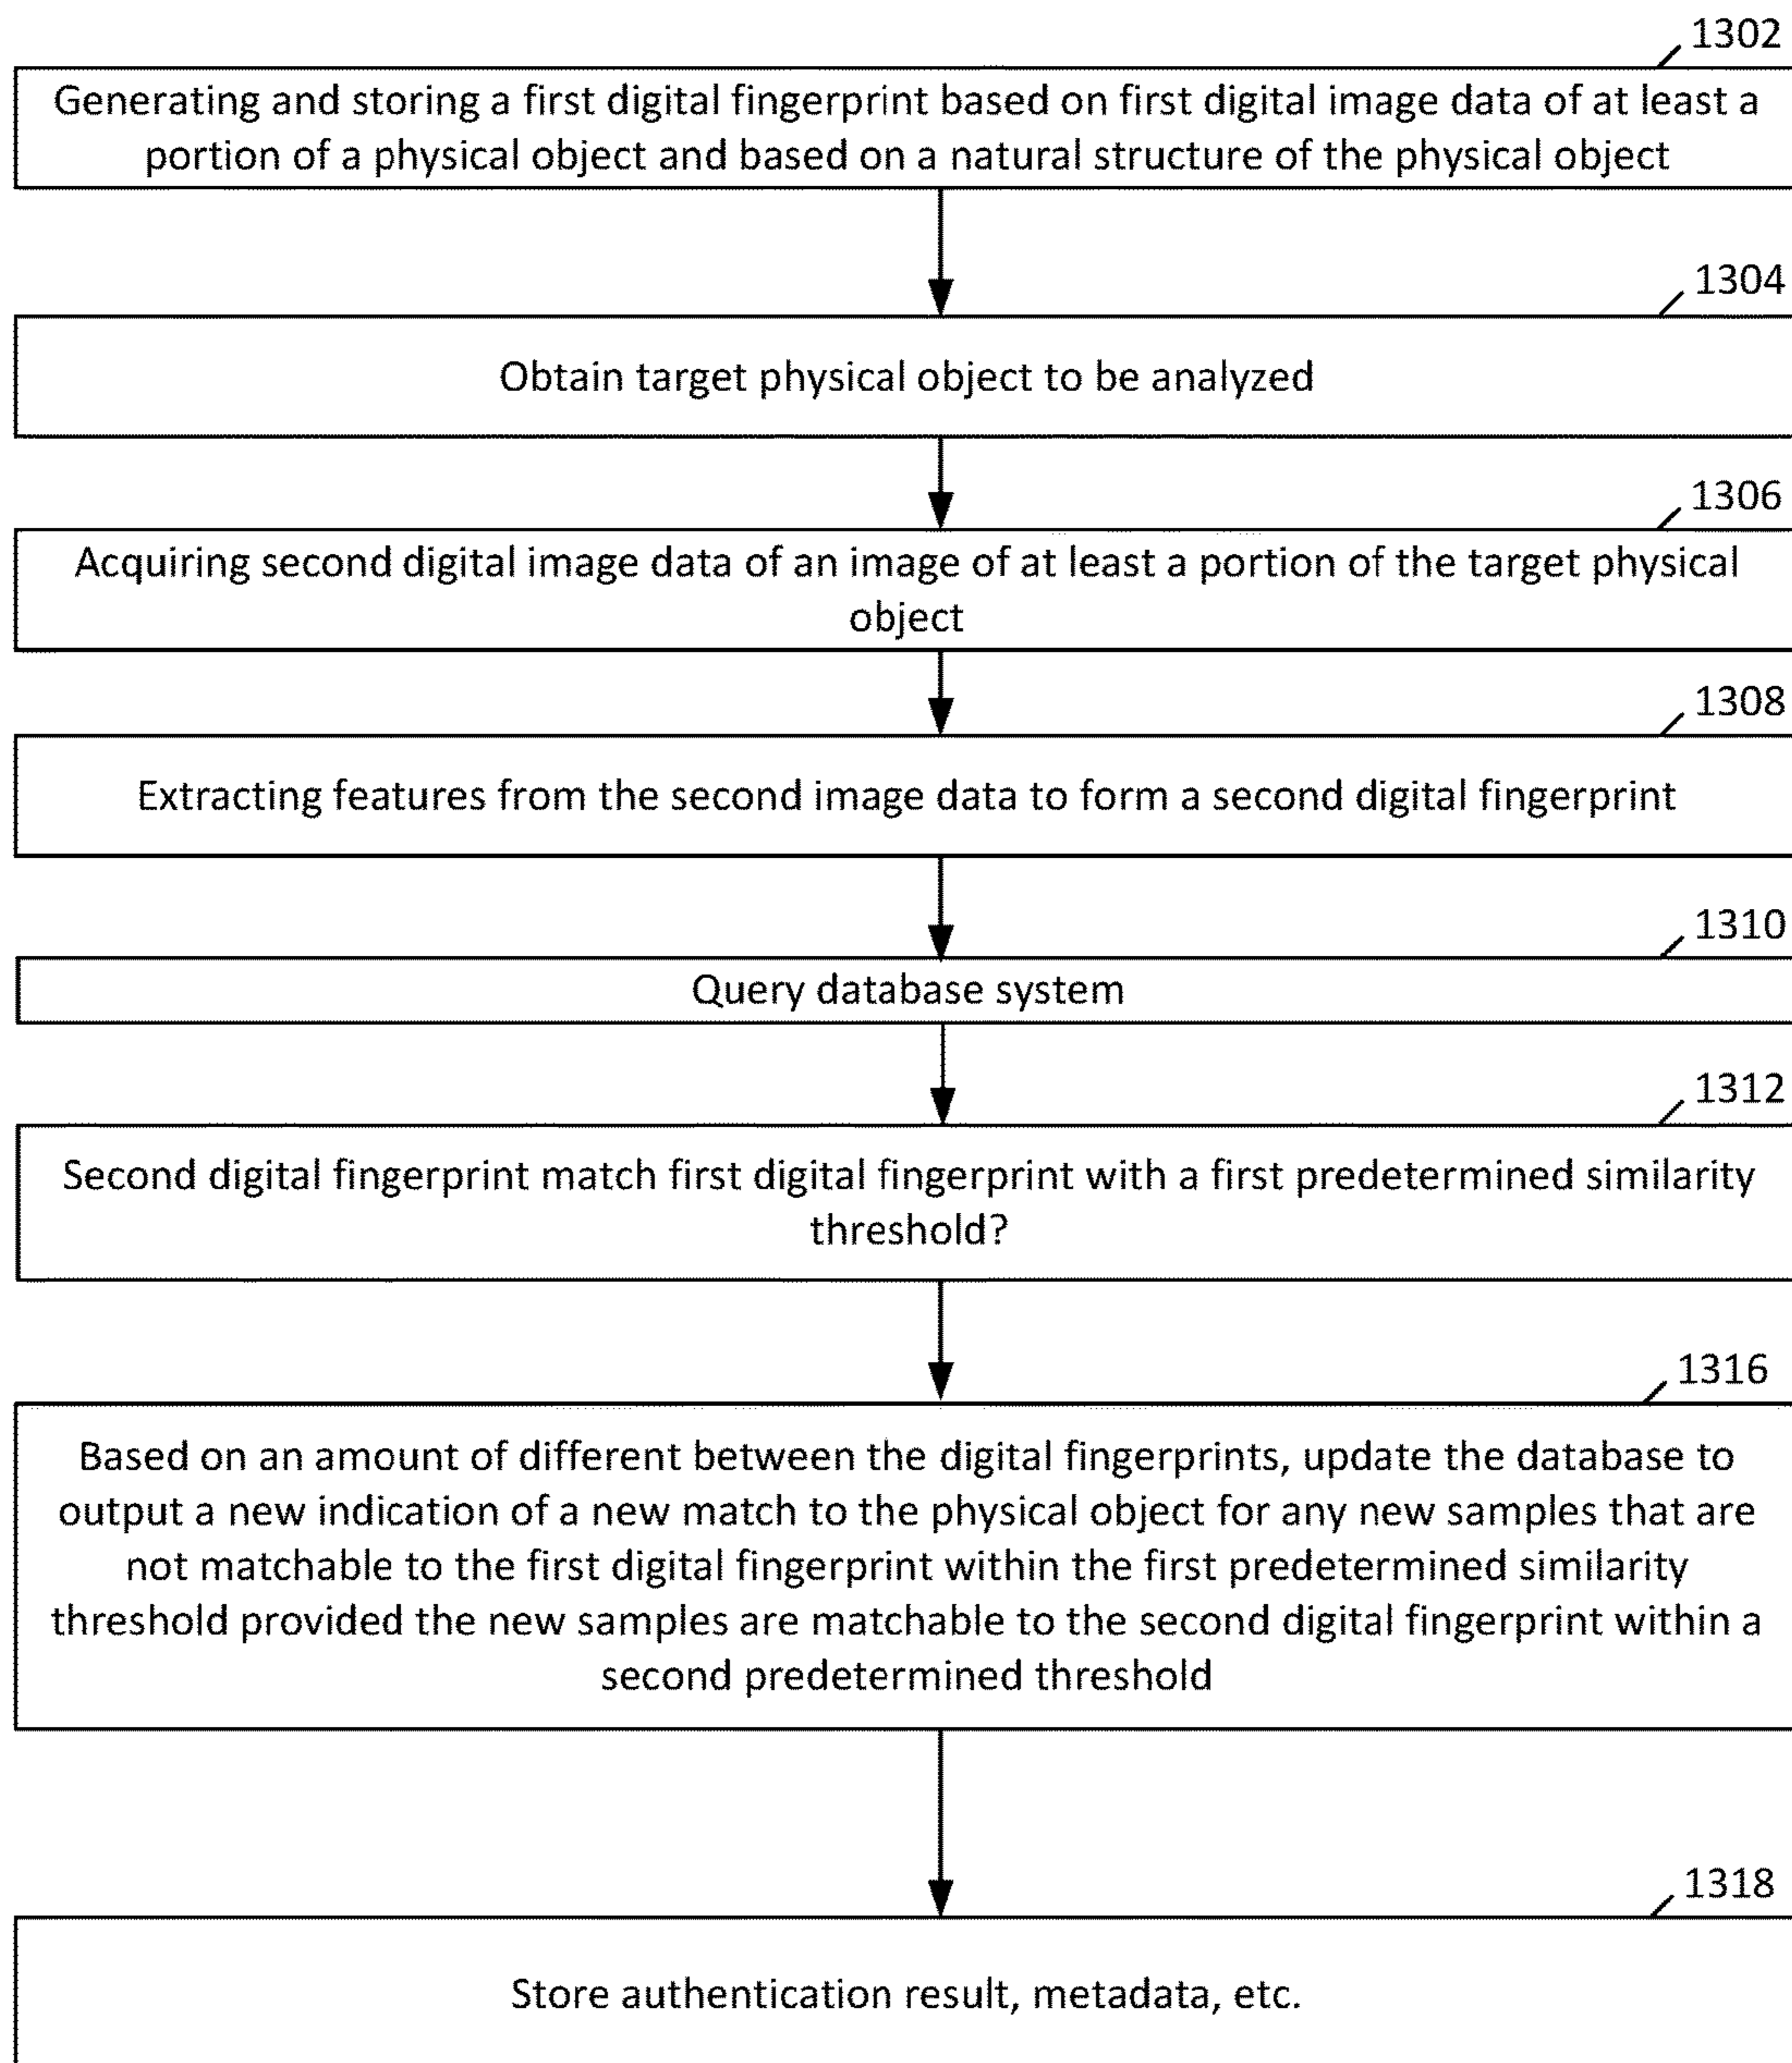 1302
Generating and storing a first digital fingerprint based on first digital image data of at least a
portion of a physical object and based on a natural structure of the physical object
1304
Obtain target physical object to be analyzed
1306
Acquiring second digital image data of an image of at least a portion of the target physical
object
1308
Extracting features from the second image data to form a second digital fingerprint
1310
Query database system
1312
Second digital fingerprint match first digital fingerprint with a first predetermined similarity
threshold?
1316
Based on an amount of different between the digital fingerprints, update the database to
output a new indication of a new match to the physical object for any new samples that are
not matchable to the first digital fingerprint within the first predetermined similarity
threshold provided the new samples are matchable to the second digital fingerprint within a
second predetermined threshold
1318
Store authentication result, metadata, etc.